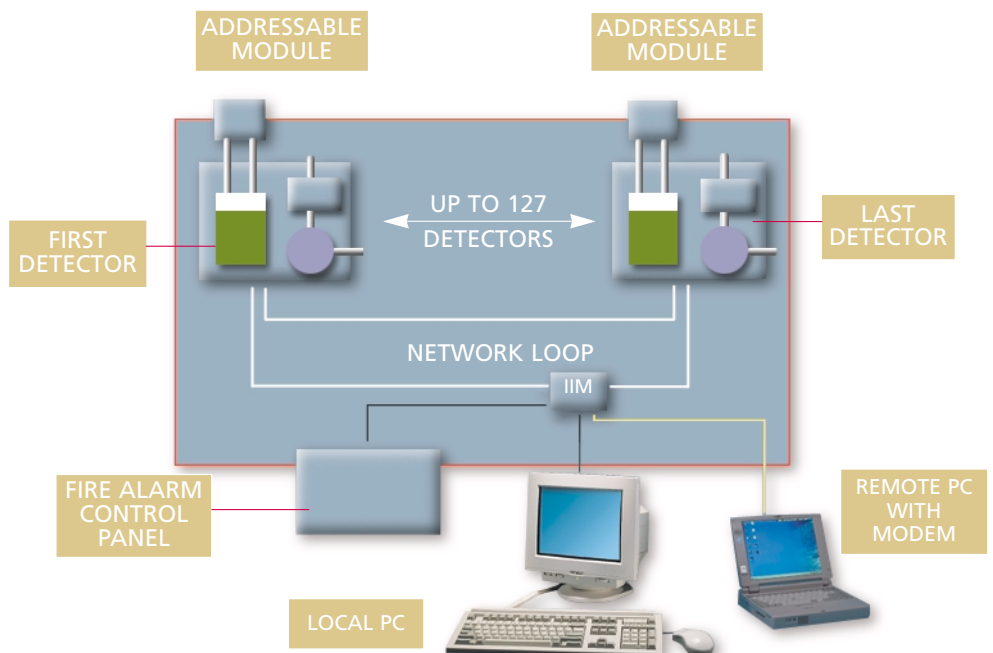 ADDRESSABLE
MODULE
ADDRESSABLE
MODULE
UP TO 127
DETECTORS
FIRST
DETECTOR
LAST
DETECTOR
NETWORK LOOP
IIM
FIRE ALARM
CONTROL
PANEL
REMOTE PC
WITH
MODEM
LOCAL PC